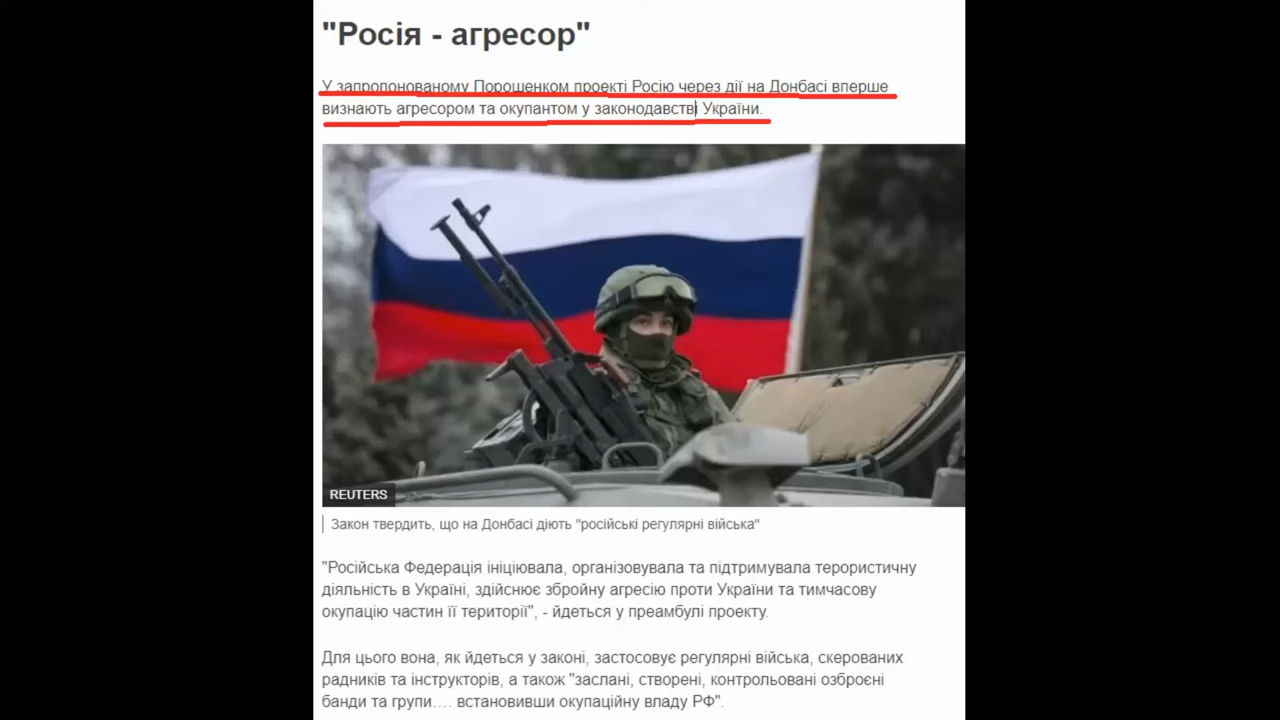 "Росія - агресор"
У запропонованому Порошенком проекті Росію через дії на Донбасі вперше
визнають агресором та окупантом у законодавстві України.
REUTERS
Закон твердить, що на Донбасі діють "російські регулярні війська"
"Російська Федерація ініціювала, організовувала та підтримувала терористичну
діяльність в Україні, здійснює збройну агресію проти України та тимчасову
окупацію частин її території", - йдеться у преамбулі проекту.
Для цього вона, як йдеться у законі, застосовує регулярні війська, скерованих
радників та інструкторів, а також "заслані, створені, контрольовані озброєні
банди та групи…. встановивши окупаційну владу РФ".